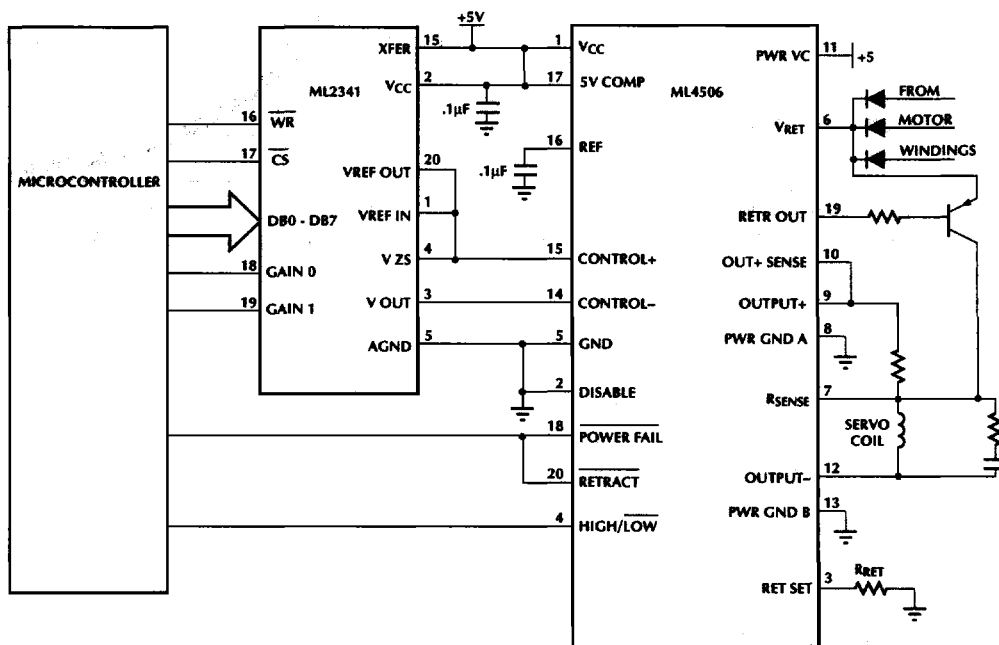 MICROCONTROLLER
ML2341
+5V
XFER 15
VCC 2
.1µF
16 WR
17 CS
DB0 - DB7
18 GAIN 0
19 GAIN 1
VREF OUT 20
VREF IN 1
V ZS 4
V OUT 3
AGND 5
ML4506
1 VCC
17 5V COMP
16 REF
.1µF
15 CONTROL+
14 CONTROL–
5 GND
2 DISABLE
18 POWER FAIL
20 RETRACT
4 HIGH/LOW
PWR VC 11 +5
VRET 6
FROM
MOTOR
WINDINGS
RETR OUT 19
OUT+ SENSE 10
OUTPUT+ 9
PWR GND A 8
RSENSE 7
SERVO
COIL
OUTPUT– 12
PWR GND B 13
RET SET 3
RRET